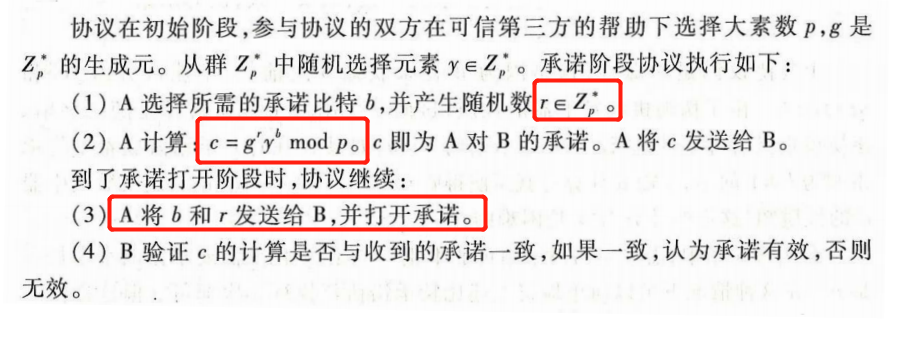 协议在初始阶段,参与协议的双方在可信第三方的帮助下选择大素数 p,g 是
Z*p 的生成元。从群 Z*p 中随机选择元素 y∈Z*p。承诺阶段协议执行如下:
(1) A 选择所需的承诺比特 b,并产生随机数 r∈Z*p。
(2) A 计算:c=g^r y^b mod p。c 即为 A 对 B 的承诺。A 将 c 发送给 B。
到了承诺打开阶段时,协议继续:
(3) A 将 b 和 r 发送给 B,并打开承诺。
(4) B 验证 c 的计算是否与收到的承诺一致,如果一致,认为承诺有效,否则
无效。